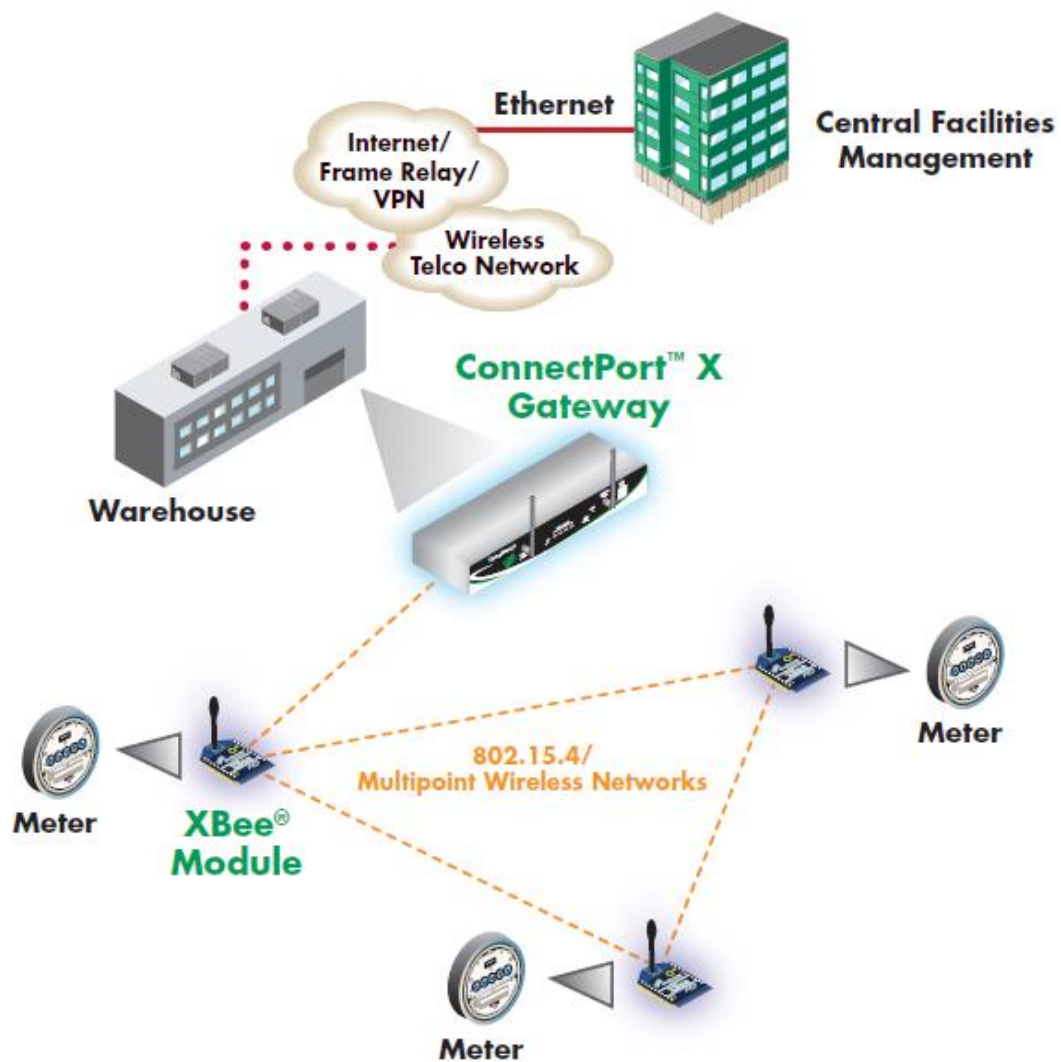 Ethernet
Central Facilities
Management
Internet/
Frame Relay/
VPN
Wireless
Telco Network
ConnectPort™ X
Gateway
Warehouse
Meter
802.15.4/
Multipoint Wireless Networks
Meter
XBee®
Module
Meter